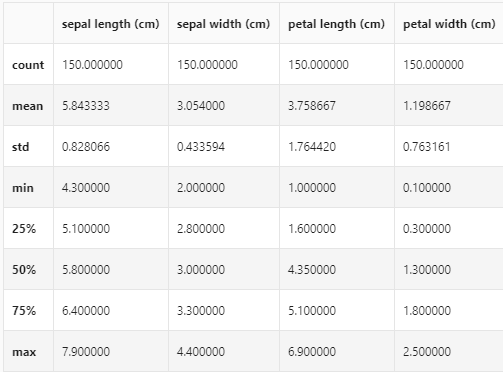 sepal length (cm) sepal width (cm) petal length (cm) petal width (cm)
count 150.000000 150.000000 150.000000 150.000000
mean 5.843333 3.054000 3.758667 1.198667
std 0.828066 0.433594 1.764420 0.763161
min 4.300000 2.000000 1.000000 0.100000
25% 5.100000 2.800000 1.600000 0.300000
50% 5.800000 3.000000 4.350000 1.300000
75% 6.400000 3.300000 5.100000 1.800000
max 7.900000 4.400000 6.900000 2.500000